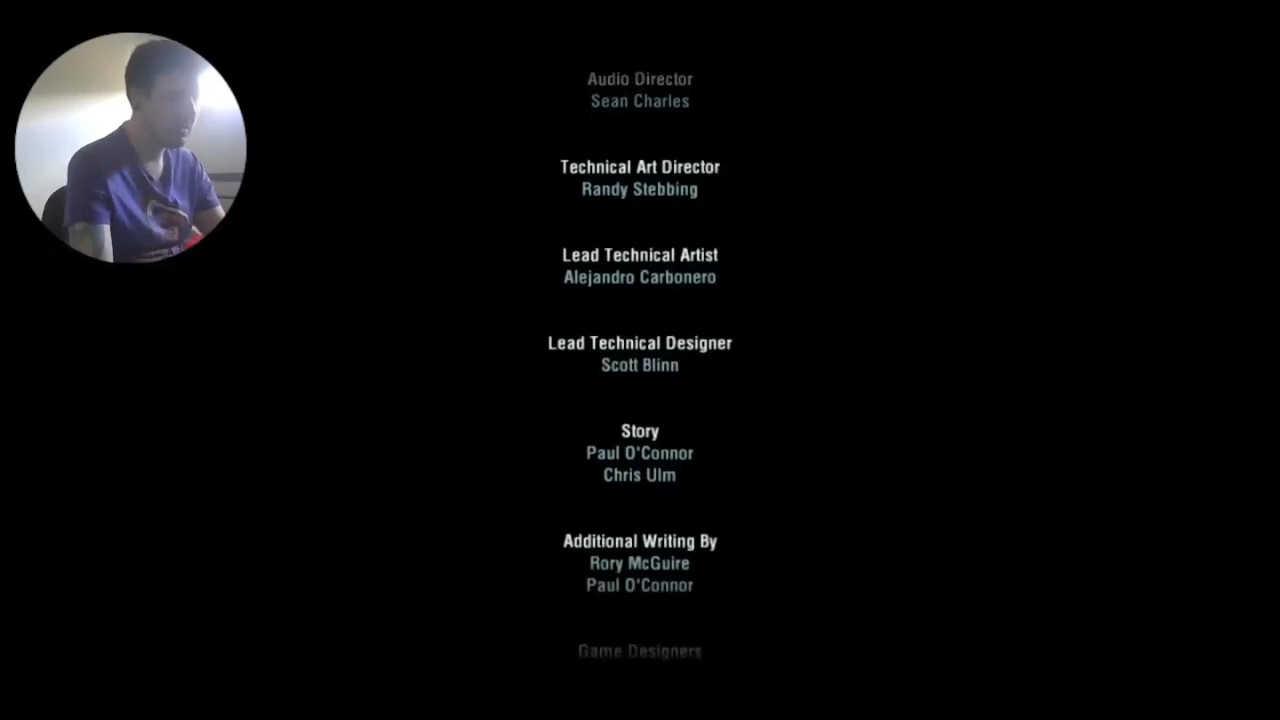 Audio Director
Sean Charles
Technical Art Director
Randy Stebbing
Lead Technical Artist
Alejandro Carbonero
Lead Technical Designer
Scott Blinn
Story
Paul O'Connor
Chris Ulm
Additional Writing By
Rory McGuire
Paul O'Connor
Game Designers